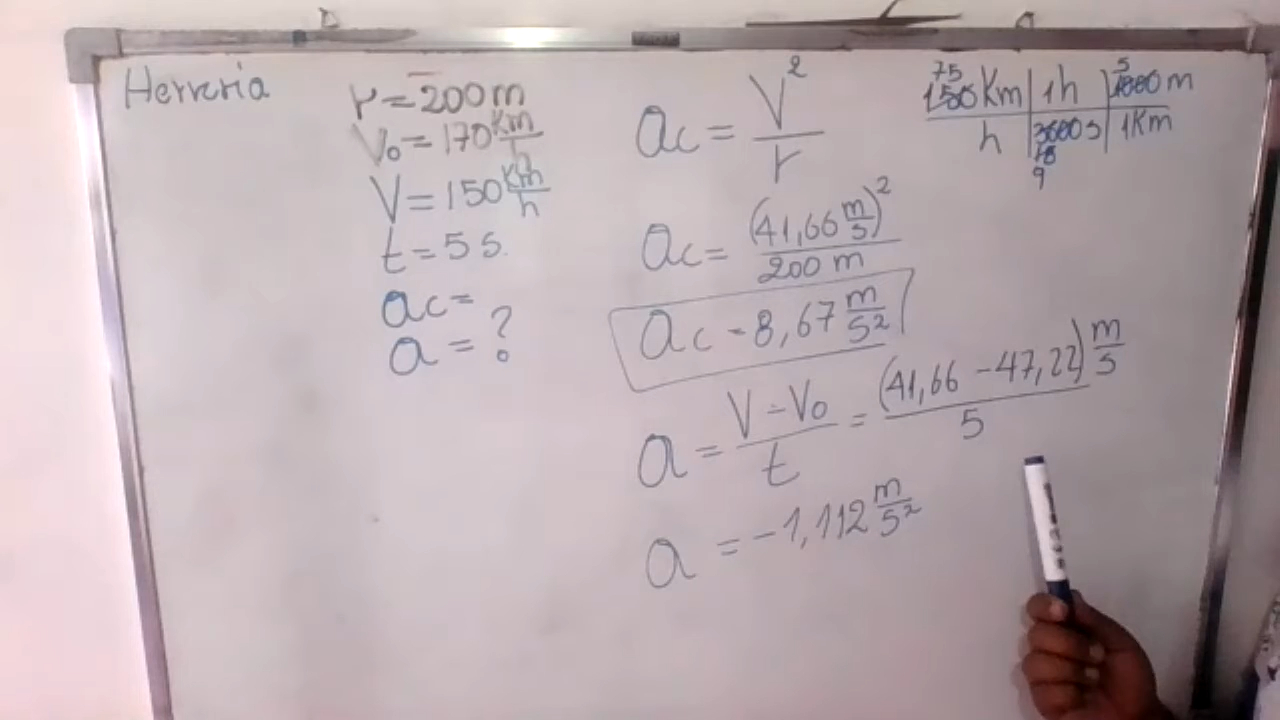 Herreria
r = 200 m
V₀ = 170 Km/h
V = 150 Km/h
t = 5 s.
ac =
a = ?
ac = V²/r
ac = (41,66 m/s)²/200 m
ac = 8,67 m/s²
a = V - V₀/t = (41,66 - 47,22) m/s/5
a = -1,112 m/s²
75 5
150 Km | 1h | 1000 m
h | 3600 s | 1 Km
18
9